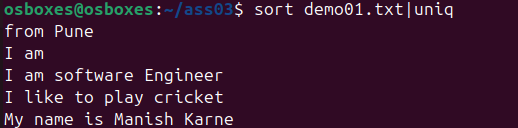 osboxes@osboxes:~/ass03$ sort demo01.txt|uniq
from Pune
I am
I am software Engineer
I like to play cricket
My name is Manish Karne